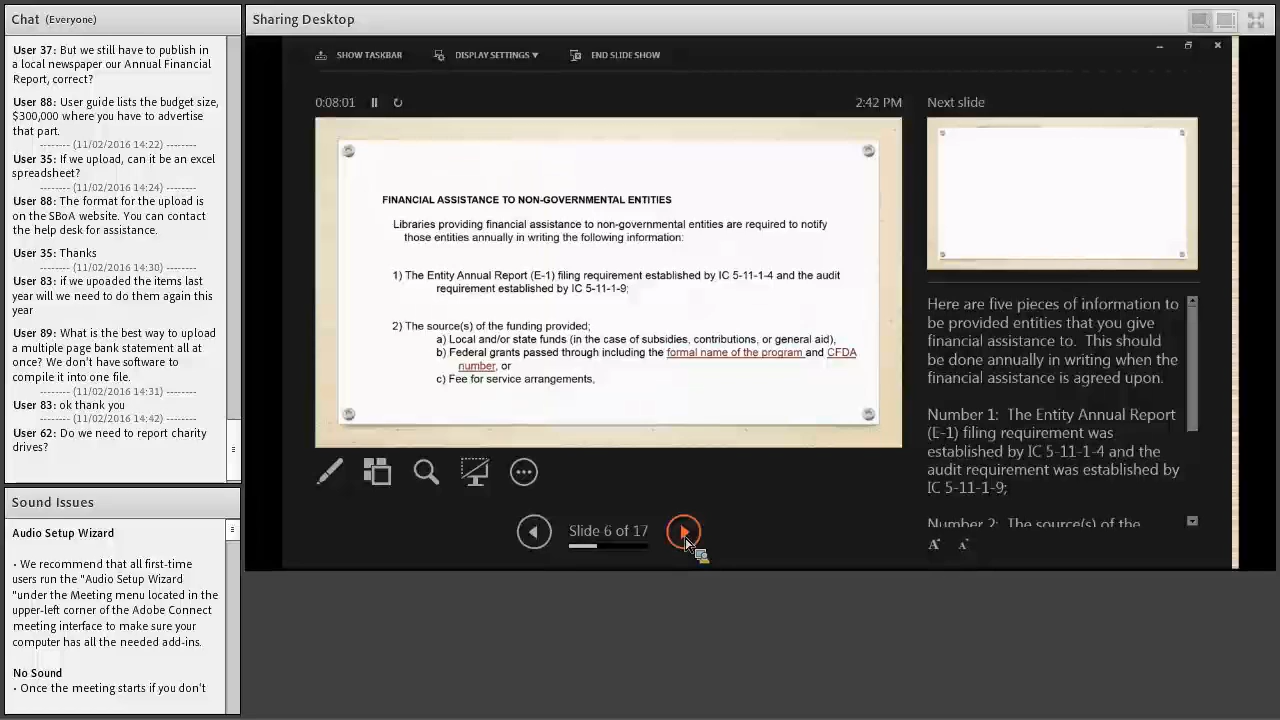 Chat (Everyone)
User 37: But we still have to publish in
a local newspaper our Annual Financial
Report, correct?
User 88: User guide lists the budget size,
$300,000 where you have to advertise
that part.
-------- (11/02/2016 14:22) --------
User 35: If we upload, can it be an excel
spreadsheet?
-------- (11/02/2016 14:24) --------
User 88: The format for the upload is
on the SBoA website. You can contact
the help desk for assistance.
User 35: Thanks
-------- (11/02/2016 14:30) --------
User 83: if we upoaded the items last
year will we need to do them again this
year
User 89: What is the best way to upload
a multiple page bank statement all at
once? We don't have software to
compile it into one file.
-------- (11/02/2016 14:31) --------
User 83: ok thank you
-------- (11/02/2016 14:42) --------
User 62: Do we need to report charity
drives?
Sound Issues
Audio Setup Wizard
• We recommend that all first-time
users run the "Audio Setup Wizard
"under the Meeting menu located in the
upper-left corner of the Adobe Connect
meeting interface to make sure your
computer has all the needed add-ins.
No Sound
• Once the meeting starts if you don't
Sharing Desktop
SHOW TASKBAR
DISPLAY SETTINGS ▾
END SLIDE SHOW
0:08:01
2:42 PM
FINANCIAL ASSISTANCE TO NON-GOVERNMENTAL ENTITIES
Libraries providing financial assistance to non-governmental entities are required to notify
those entities annually in writing the following information:
1) The Entity Annual Report (E-1) filing requirement established by IC 5-11-1-4 and the audit
requirement established by IC 5-11-1-9;
2) The source(s) of the funding provided;
a) Local and/or state funds (in the case of subsidies, contributions, or general aid),
b) Federal grants passed through including the formal name of the program and CFDA
number, or
c) Fee for service arrangements,
Slide 6 of 17
Next slide
Here are five pieces of information to
be provided entities that you give
financial assistance to.  This should
be done annually in writing when the
financial assistance is agreed upon.
Number 1:  The Entity Annual Report
(E-1) filing requirement was
established by IC 5-11-1-4 and the
audit requirement was established by
IC 5-11-1-9;
Number 2:  The source(s) of the
A A